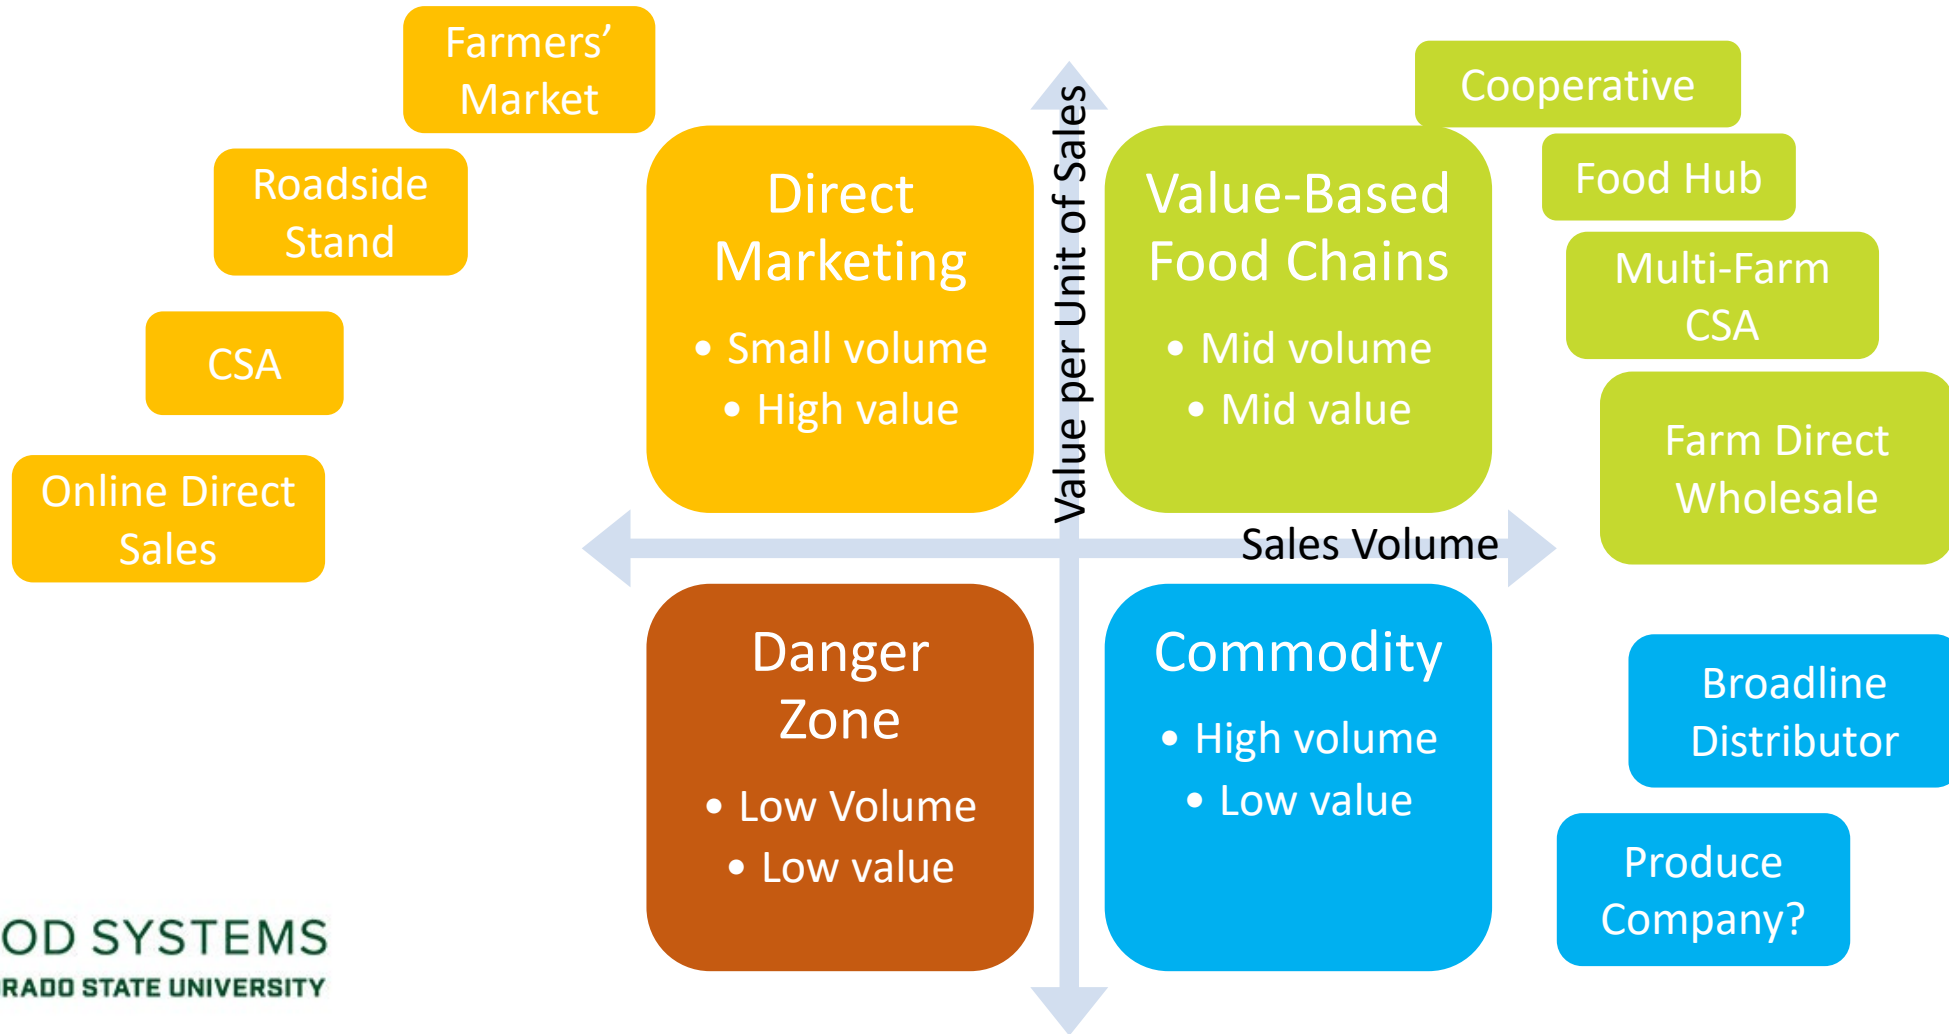 Farmers’
Market
Roadside
Stand
CSA
Online Direct
Sales
Direct
Marketing
• Small volume
• High value
Value per Unit of Sales
Value-Based
Food Chains
• Mid volume
• Mid value
Cooperative
Food Hub
Multi-Farm
CSA
Farm Direct
Wholesale
Sales Volume
Danger
Zone
• Low Volume
• Low value
Commodity
• High volume
• Low value
Broadline
Distributor
Produce
Company?
OD SYSTEMS
RADO STATE UNIVERSITY